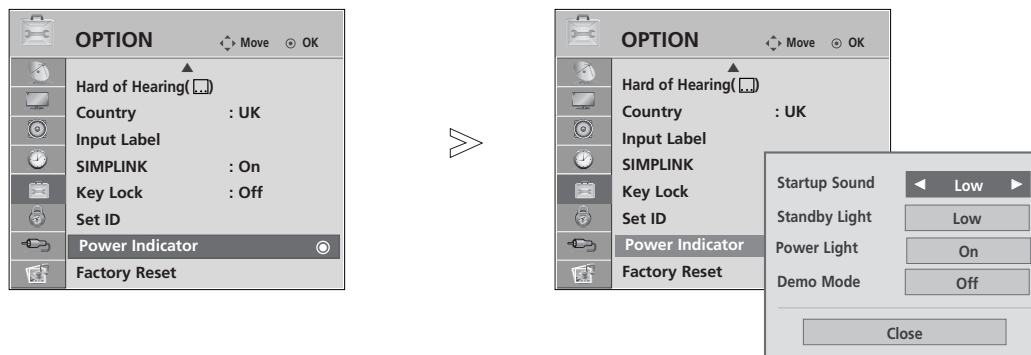 OPTION Move OK
Hard of Hearing( )
Country : UK
Input Label
SIMPLINK : On
Key Lock : Off
Set ID
Power Indicator
Factory Reset
OPTION Move OK
Hard of Hearing( )
Country : UK
Input Label
SIMPLINK
Key Lock
Set ID
Power Indicator
Factory Reset
Startup Sound ◄ Low ►
Standby Light Low
Power Light On
Demo Mode Off
Close